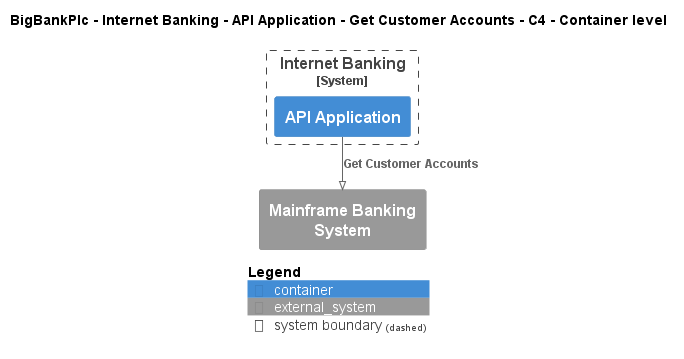 BigBankPlc - Internet Banking - API Application - Get Customer Accounts - C4 - Container level
Internet Banking
[System]
API Application
Get Customer Accounts
Mainframe Banking
System
Legend
container
external_system
system boundary (dashed)